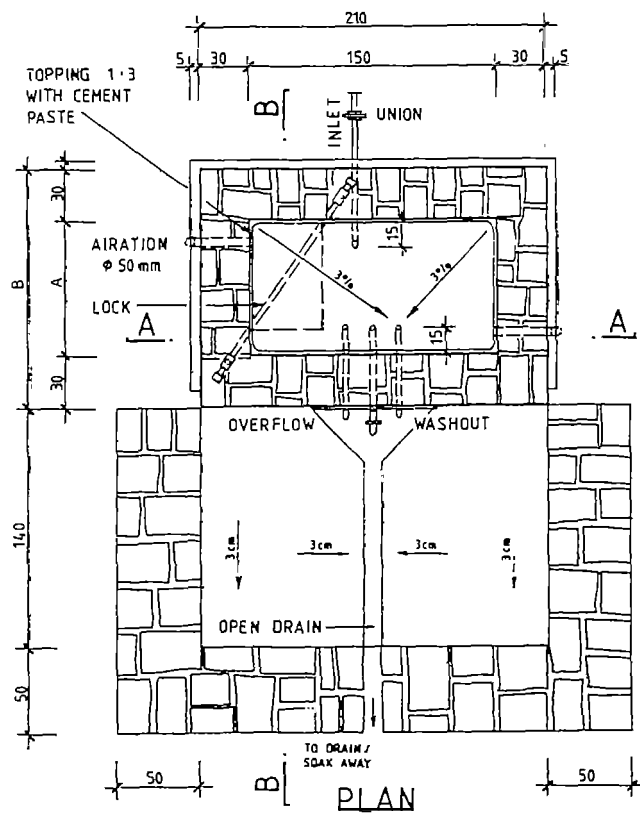 210
5 30 150 30 5
TOPPING 1:3
WITH CEMENT
PASTE
B
INLET
UNION
30
15
AIRATION
φ 50mm
3%
3%
B
A
LOCK
A
15
A
30
OVERFLOW
WASHOUT
140
3cm
3cm
3cm
3cm
OPEN DRAIN
50
TO DRAIN/
SOAK AWAY
50
B
50
PLAN